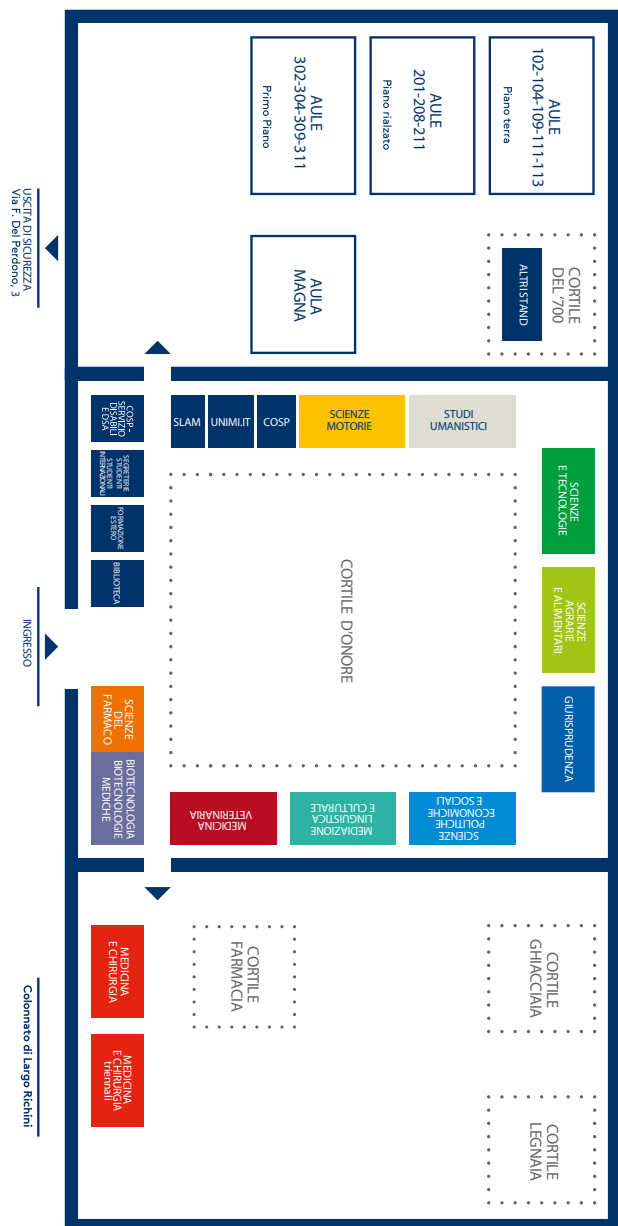 AULE
302-304-309-311
Primo Piano
AULE
201-208-211
Piano rialzato
AULE
102-104-109-111-113
Piano terra
AULA
MAGNA
CORTILE
DEL '700
ALTRI STAND
USCITA DI SICUREZZA
Via F. Del Perdono, 3
COSP -
SERVIZIO
DISABILI
E DSA
SEGRETERIE
STUDENTI
STUDENTI
INTERNAZIONALI
FORMAZIONE
ESTERO
BIBLIOTECA
SLAM
UNIMI.IT
COSP
SCIENZE
MOTORIE
STUDI
UMANISTICI
SCIENZE
E TECNOLOGIE
SCIENZE
AGRARIE
E ALIMENTARI
GIURISPRUDENZA
CORTILE D'ONORE
INGRESSO
SCIENZE
DEL
FARMACO
BIOTECNOLOGIA
BIOTECNOLOGIE
MEDICHE
MEDICINA
VETERINARIA
MEDIAZIONE
LINGUISTICA
E CULTURALE
SCIENZE
POLITICHE
ECONOMICHE
E SOCIALI
MEDICINA
E CHIRURGIA
MEDICINA
E CHIRURGIA
triennali
CORTILE
FARMACIA
CORTILE
GHIACCIAIA
CORTILE
LEGNAIA
Colonnato di Largo Richini